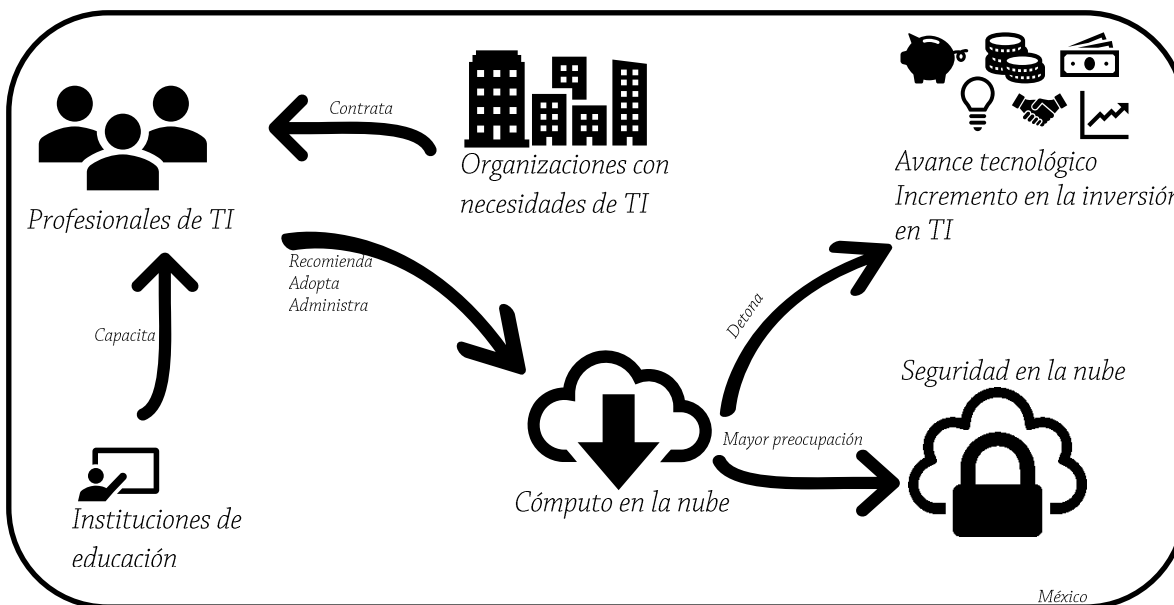 Contrata
Organizaciones con
necesidades de TI
Avance tecnológico
Incremento en la inversión
en TI
Profesionales de TI
Recomienda
Adopta
Administra
Capacita
Detona
Seguridad en la nube
Mayor preocupación
Cómputo en la nube
Instituciones de
educación
México